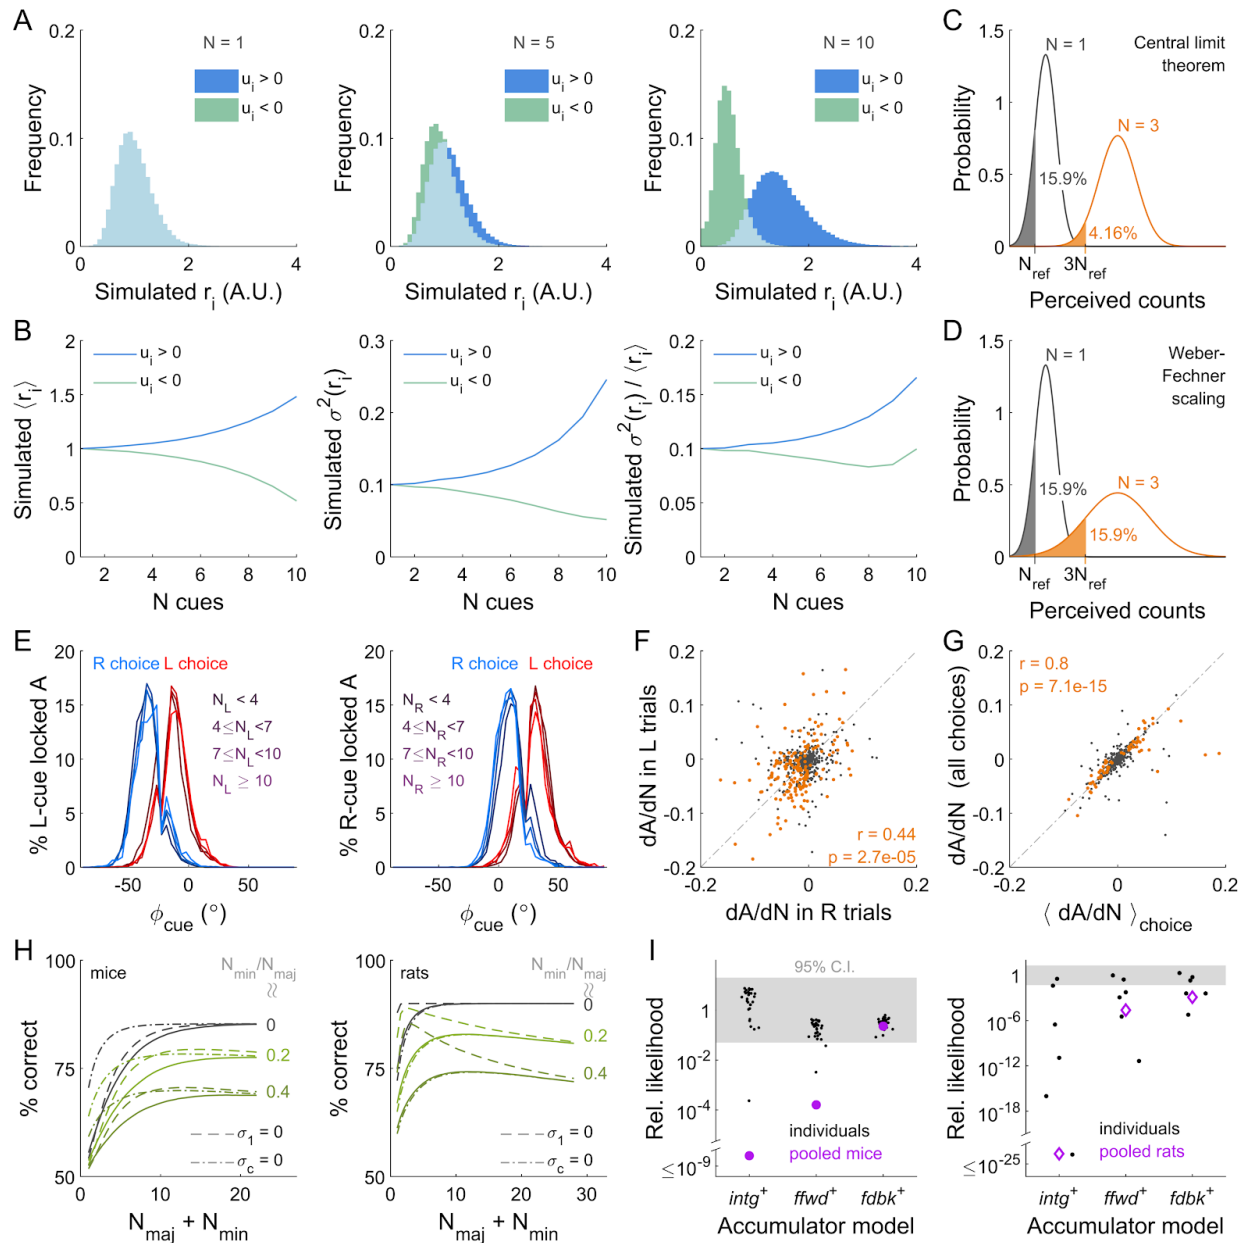 A
0.2
0.1
0
Frequency
N = 1
u_i > 0
u_i < 0
0 2 4
Simulated r_i (A.U.)
0.2
0.1
0
Frequency
N = 5
u_i > 0
u_i < 0
0 2 4
Simulated r_i (A.U.)
0.2
0.1
0
Frequency
N = 10
u_i > 0
u_i < 0
0 2 4
Simulated r_i (A.U.)
C
1.5
1
0.5
0
Probability
N = 1
Central limit
theorem
N = 3
15.9%
4.16%
N_ref 3N_ref
Perceived counts
B
2
1.5
1
0.5
0
Simulated ⟨r_i⟩
u_i > 0
u_i < 0
2 4 6 8 10
N cues
0.3
0.2
0.1
0
Simulated σ²(r_i)
u_i > 0
u_i < 0
2 4 6 8 10
N cues
0.2
0.15
0.1
0.05
0
Simulated σ²(r_i) / ⟨r_i⟩
u_i > 0
u_i < 0
2 4 6 8 10
N cues
D
1.5
1
0.5
0
Probability
N = 1
Weber-
Fechner
scaling
N = 3
15.9%
15.9%
N_ref 3N_ref
Perceived counts
E
20
15
10
5
0
% L-cue locked A
R choice L choice
N_L < 4
4≤N_L<7
7≤N_L<10
N_L ≥ 10
-50 0 50
ϕ_cue (°)
20
15
10
5
0
% R-cue locked A
R choice L choice
N_R < 4
4≤N_R<7
7≤N_R<10
N_R ≥ 10
-50 0 50
ϕ_cue (°)
F
0.2
0.1
0
-0.1
-0.2
dA/dN in L trials
r = 0.44
p = 2.7e-05
-0.2 0 0.2
dA/dN in R trials
G
0.2
0.1
0
-0.1
-0.2
dA/dN (all choices)
r = 0.8
p = 7.1e-15
-0.2 0 0.2
⟨ dA/dN ⟩_choice
H
100
75
50
% correct
mice
N_min/N_maj
≈
0
0.2
0.4
σ_1 = 0
σ_c = 0
0 10 20
N_maj + N_min
100
75
50
% correct
rats
N_min/N_maj
≈
0
0.2
0.4
σ_1 = 0
σ_c = 0
0 10 20 30
N_maj + N_min
I
1
10^-2
10^-4
≤10^-9
Rel. likelihood
95% C.I.
individuals
pooled mice
intg^+ ffwd^+ fdbk^+
Accumulator model
1
10^-6
10^-12
10^-18
≤10^-25
Rel. likelihood
individuals
pooled rats
intg^+ ffwd^+ fdbk^+
Accumulator model